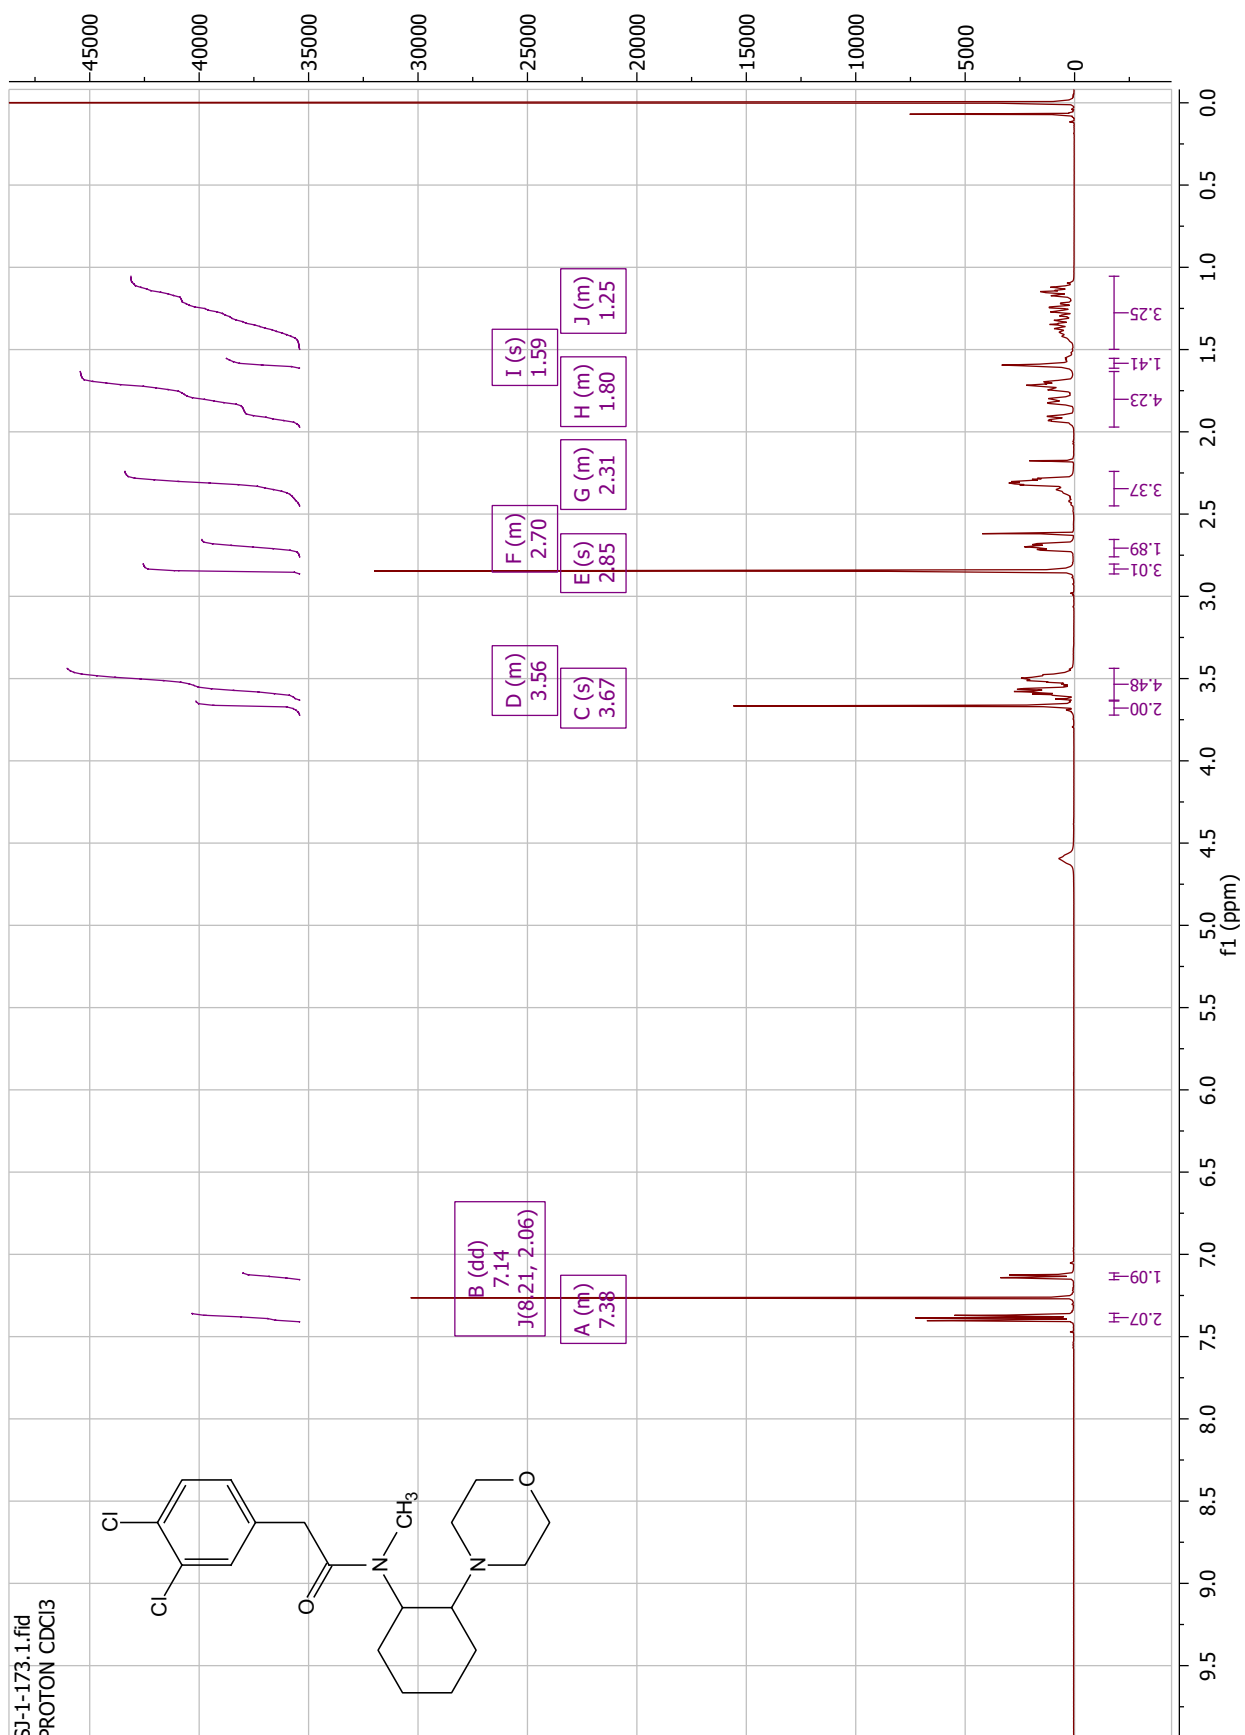 SJ-1-173.1.fid
PROTON CDCl3
Cl
Cl
O
N
CH3
N
O
B (dd)
7.14
J(8.21, 2.06)
D (m)
3.56
F (m)
2.70
I (s)
1.59
A (m)
7.38
C (s)
3.67
E (s)
2.85
G (m)
2.31
H (m)
1.80
J (m)
1.25
45000
40000
35000
30000
25000
20000
15000
10000
5000
0
2.07
1.09
2.00
4.48
3.01
1.89
3.37
4.23
1.41
3.25
9.5
9.0
8.5
8.0
7.5
7.0
6.5
6.0
5.5
5.0
4.5
4.0
3.5
3.0
2.5
2.0
1.5
1.0
0.5
0.0
f1 (ppm)